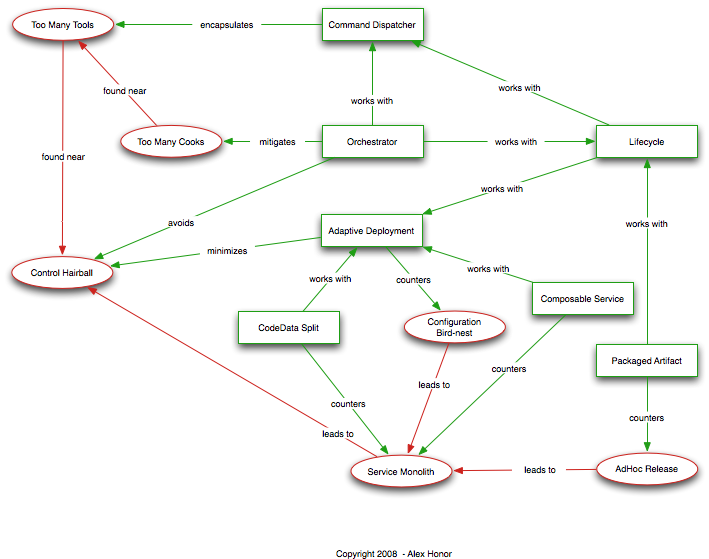 Too Many Tools
encapsulates
Command Dispatcher
found near
works with
works with
Too Many Cooks
mitigates
Orchestrator
works with
Lifecycle
found near
works with
avoids
Adaptive Deployment
works with
minimizes
Control Hairball
works with
counters
works with
Composable Service
CodeData Split
Configuration
Bird-nest
Packaged Artifact
counters
leads to
counters
counters
leads to
Service Monolith
leads to
AdHoc Release
Copyright 2008 - Alex Honor